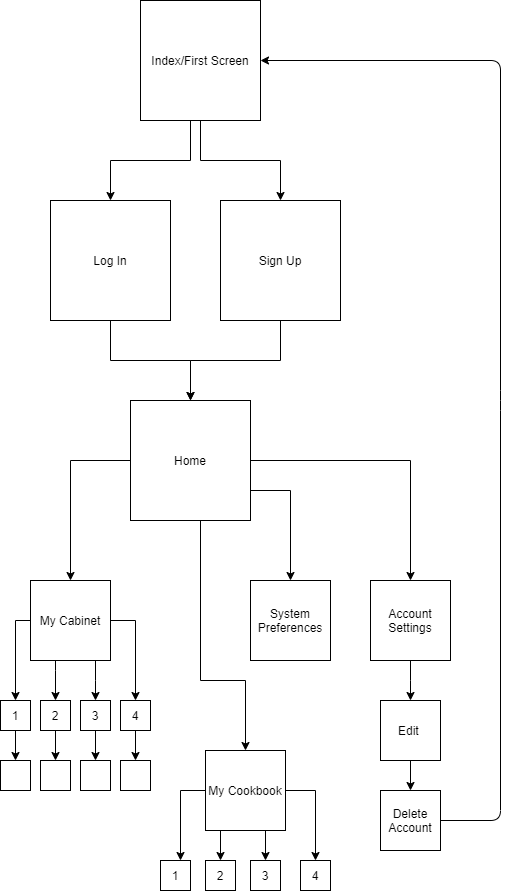 Index/First Screen
Log In
Sign Up
Home
My Cabinet
System
Preferences
Account
Settings
1
2
3
4
Edit
My Cookbook
Delete
Account
1
2
3
4